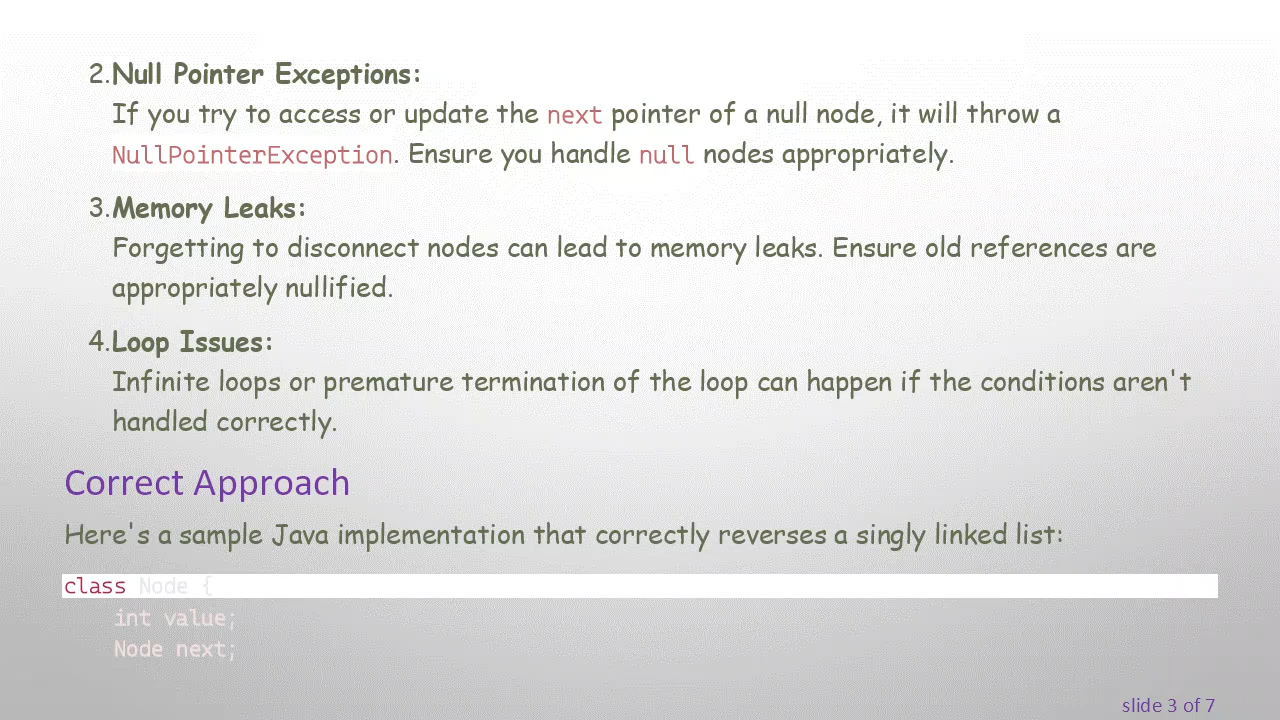 2.Null Pointer Exceptions:
If you try to access or update the next pointer of a null node, it will throw a
NullPointerException. Ensure you handle null nodes appropriately.
3.Memory Leaks:
Forgetting to disconnect nodes can lead to memory leaks. Ensure old references are
appropriately nullified.
4.Loop Issues:
Infinite loops or premature termination of the loop can happen if the conditions aren't
handled correctly.
Correct Approach
Here's a sample Java implementation that correctly reverses a singly linked list:
class Node {
    int value;
    Node next;
slide 3 of 7